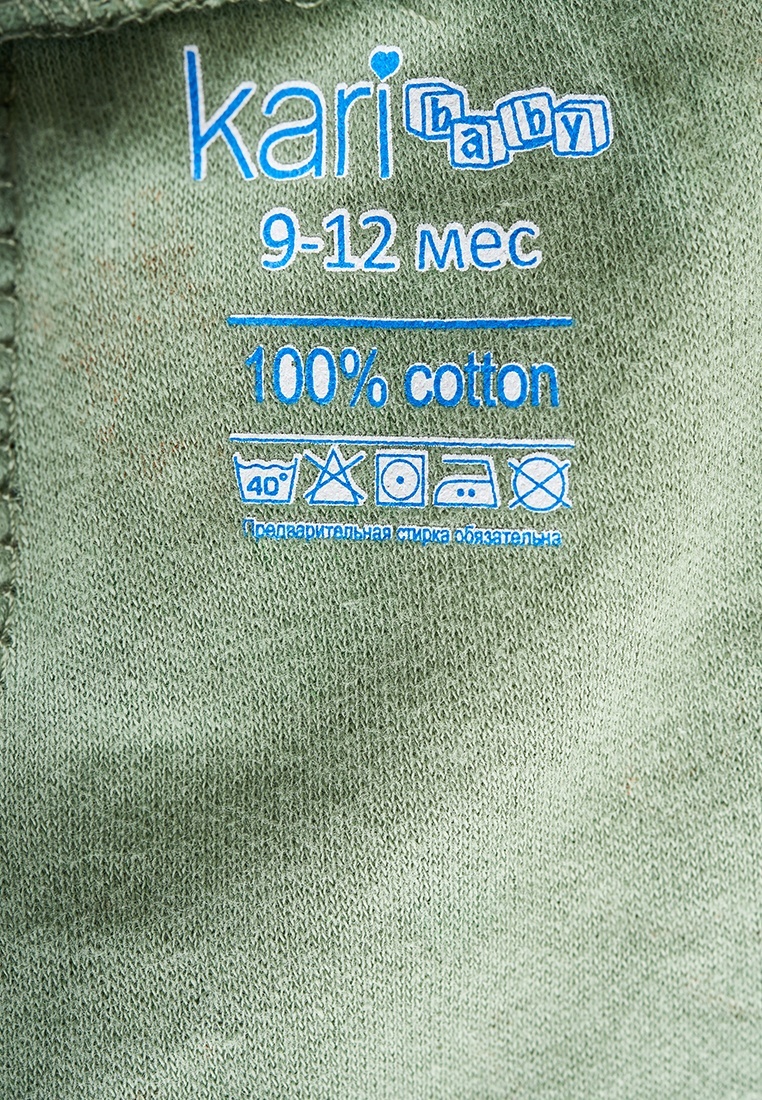 kari baby
9-12 мес
100% cotton
40°
Предварительная стирка обязательна